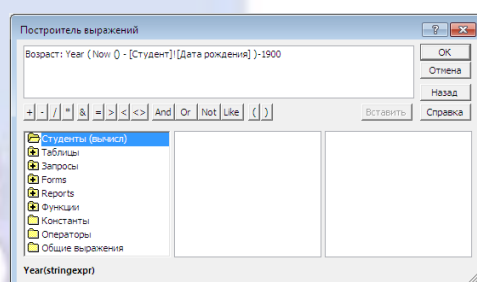 Построитель выражений
Возраст: Year ( Now () - [Студент]![Дата рождения] )-1900
ОК
Отмена
Назад
+ - / * & = > < <> And Or Not Like ( ) Вставить Справка
Студенты (вычисл)
Таблицы
Запросы
Forms
Reports
Функции
Константы
Операторы
Общие выражения
Year(stringexpr)